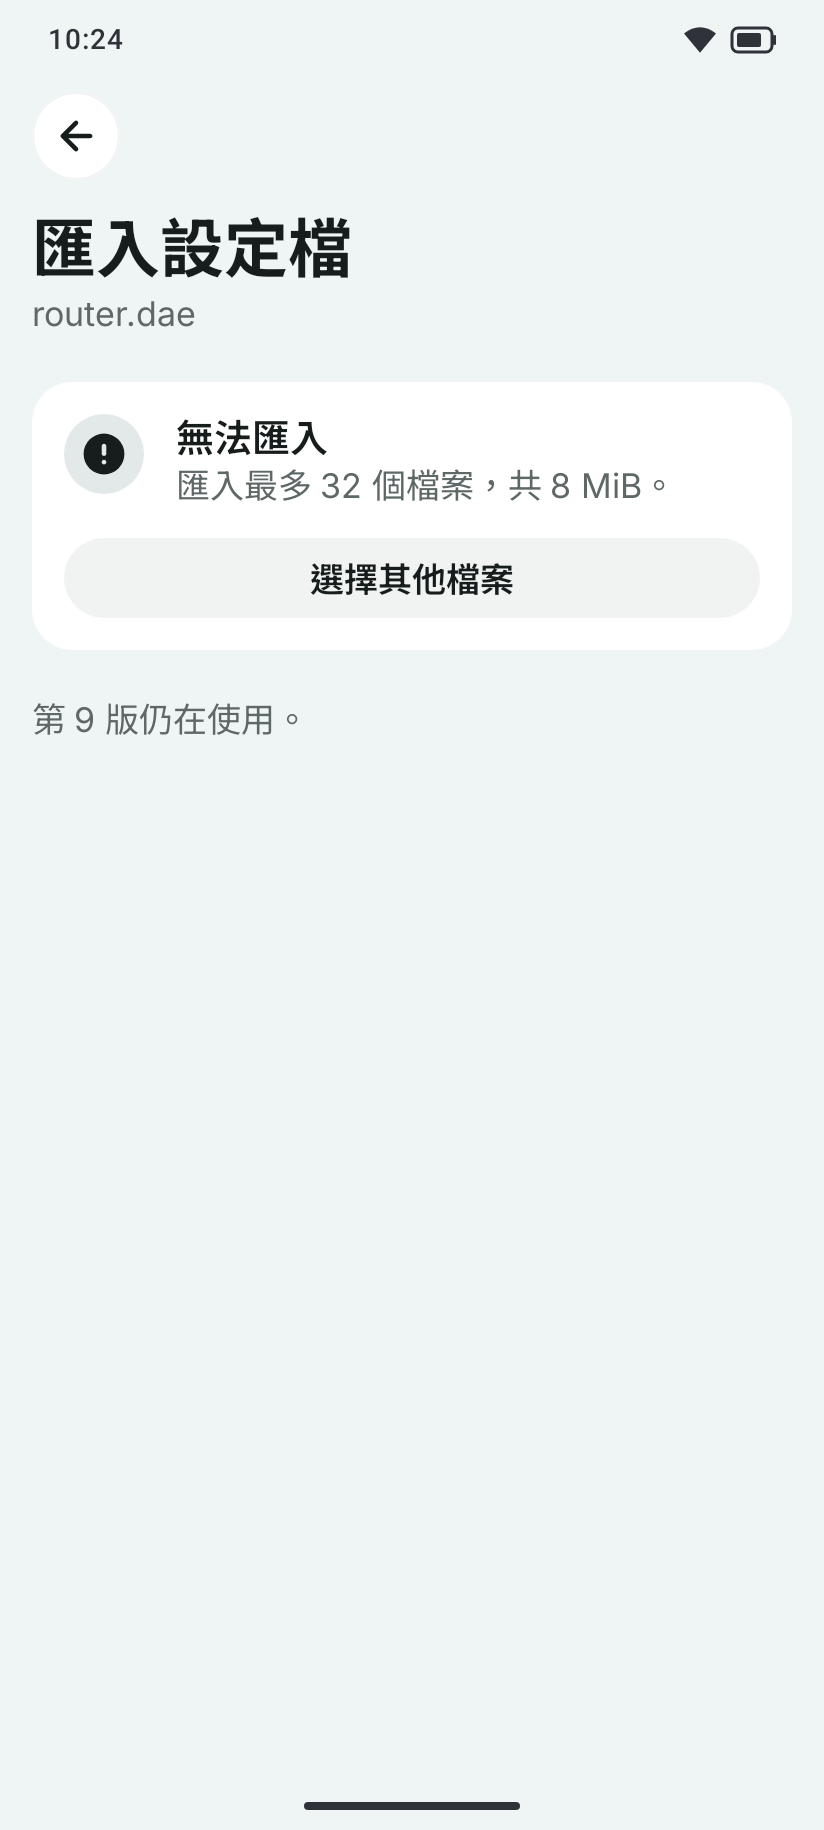 10:24
匯入設定檔
router.dae
無法匯入
匯入最多 32 個檔案，共 8 MiB。
選擇其他檔案
第 9 版仍在使用。